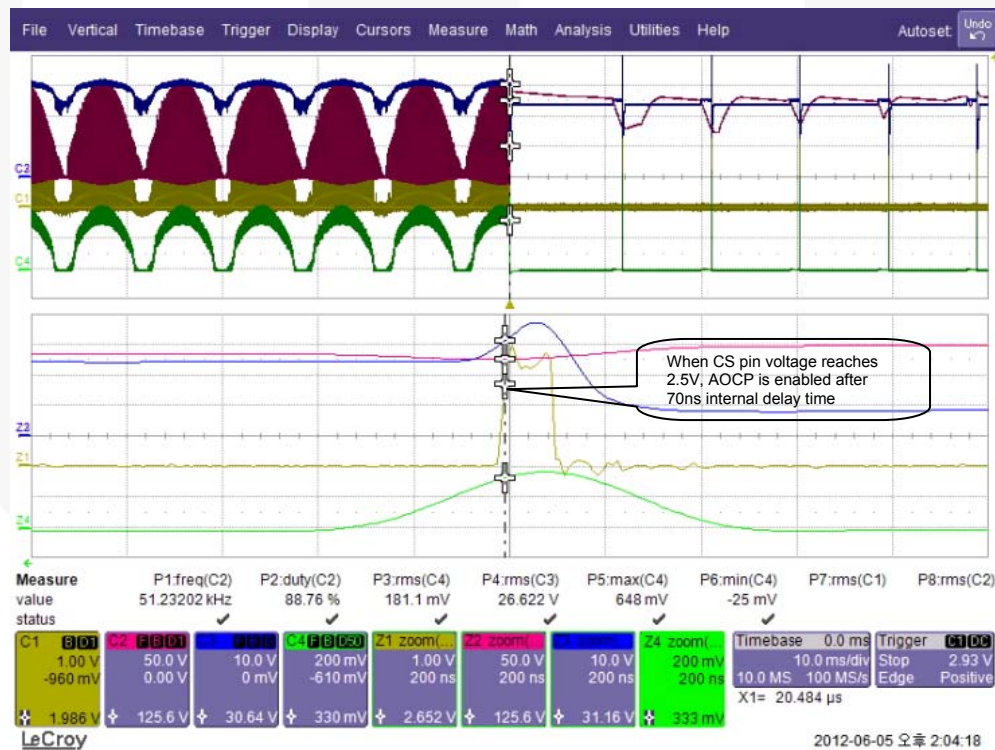 File Vertical Timebase Trigger Display Cursors Measure Math Analysis Utilities Help Autoset Undo
C2
C1
C4
When CS pin voltage reaches
2.5V, AOCP is enabled after
70ns internal delay time
Z2
Z1
Z4
Measure P1:freq(C2) P2:duty(C2) P3:rms(C4) P4:rms(C3) P5:max(C4) P6:min(C4) P7:rms(C1) P8:rms(C2)
value 51.23202 kHz 88.76 % 181.1 mV 26.622 V 648 mV -25 mV
status
C1 B D1 C2 F B D1 C4 F B D50 Z1 zoom(... Z2 zoom(... Z4 zoom(... Timebase 0.0 ms Trigger C1 DC
1.00 V 50.0 V 10.0 V 200 mV 1.00 V 50.0 V 10.0 V 200 mV 10.0 ms/div Stop 2.93 V
-960 mV 0.00 V 0 mV -610 mV 200 ns 200 ns 200 ns 200 ns 10.0 MS 100 MS/s Edge Positive
X1= 20.484 µs
1.986 V 125.6 V 30.64 V 330 mV 2.652 V 125.6 V 31.16 V 333 mV
LeCroy 2012-06-05 오후 2:04:18